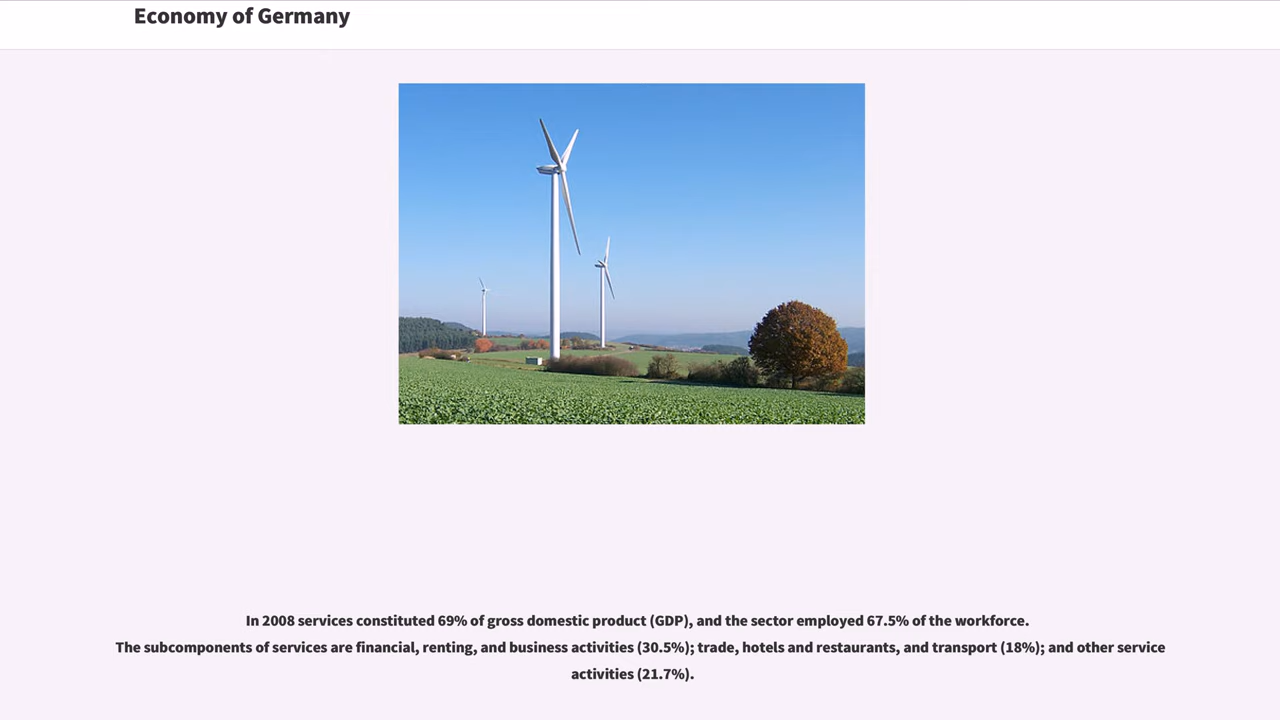 Economy of Germany
In 2008 services constituted 69% of gross domestic product (GDP), and the sector employed 67.5% of the workforce.
The subcomponents of services are financial, renting, and business activities (30.5%); trade, hotels and restaurants, and transport (18%); and other service
activities (21.7%).